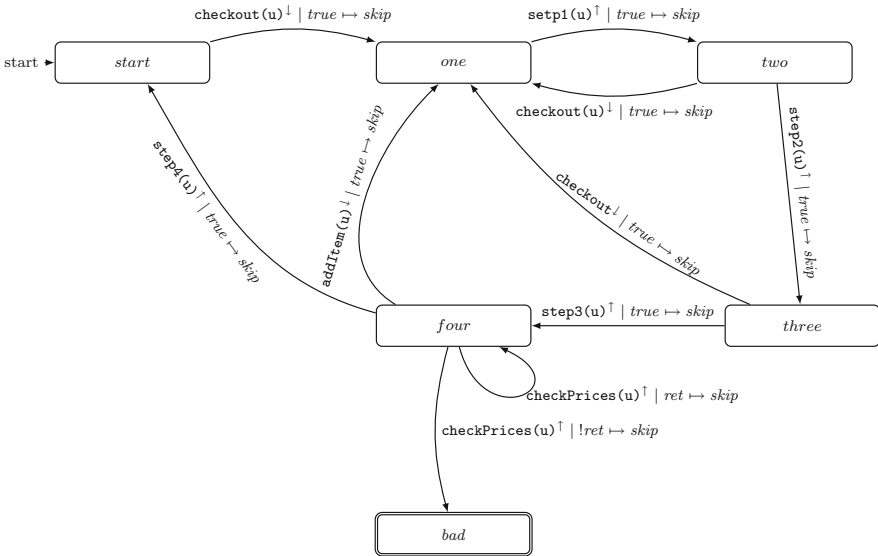 checkout(u)↓ | true ↦ skip
setp1(u)↑ | true ↦ skip
start
start
one
two
checkout(u)↓ | true ↦ skip
step4(u)↑ | true ↦ skip
addItem(u)↓ | true ↦ skip
checkout↓ | true ↦ skip
step2(u)↑ | true ↦ skip
four
step3(u)↑ | true ↦ skip
three
checkPrices(u)↑ | ret ↦ skip
checkPrices(u)↑ | !ret ↦ skip
bad